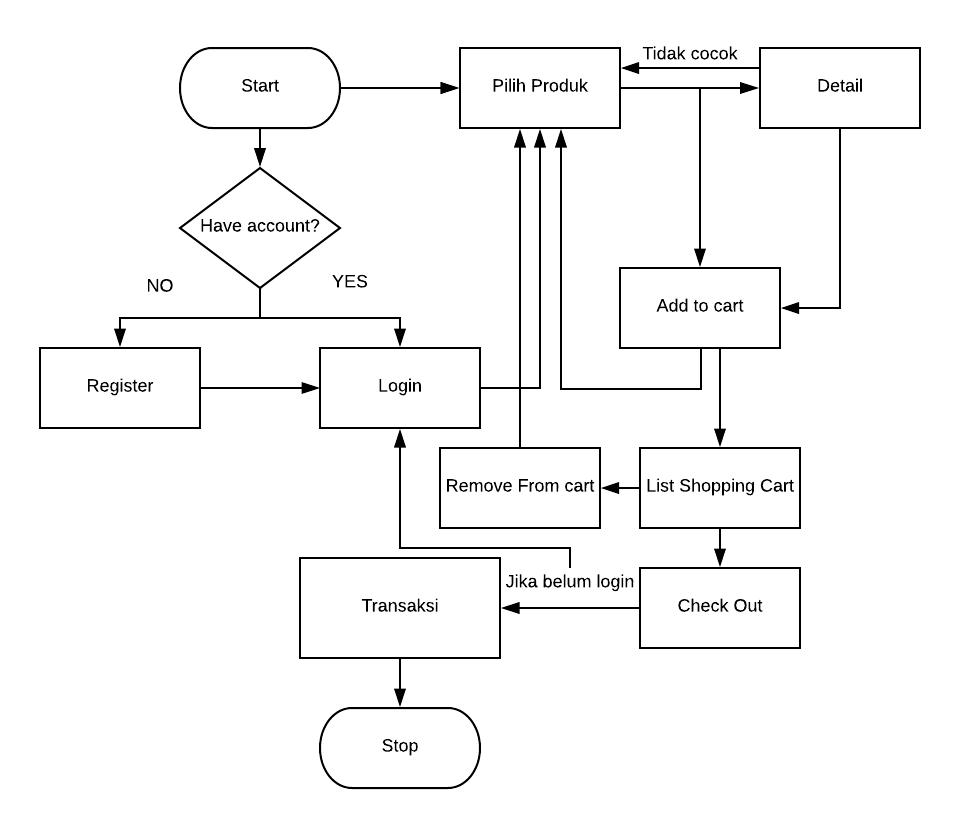 Start
Pilih Produk
Tidak cocok
Detail
Have account?
NO
YES
Add to cart
Register
Login
Remove From cart
List Shopping Cart
Jika belum login
Transaksi
Check Out
Stop